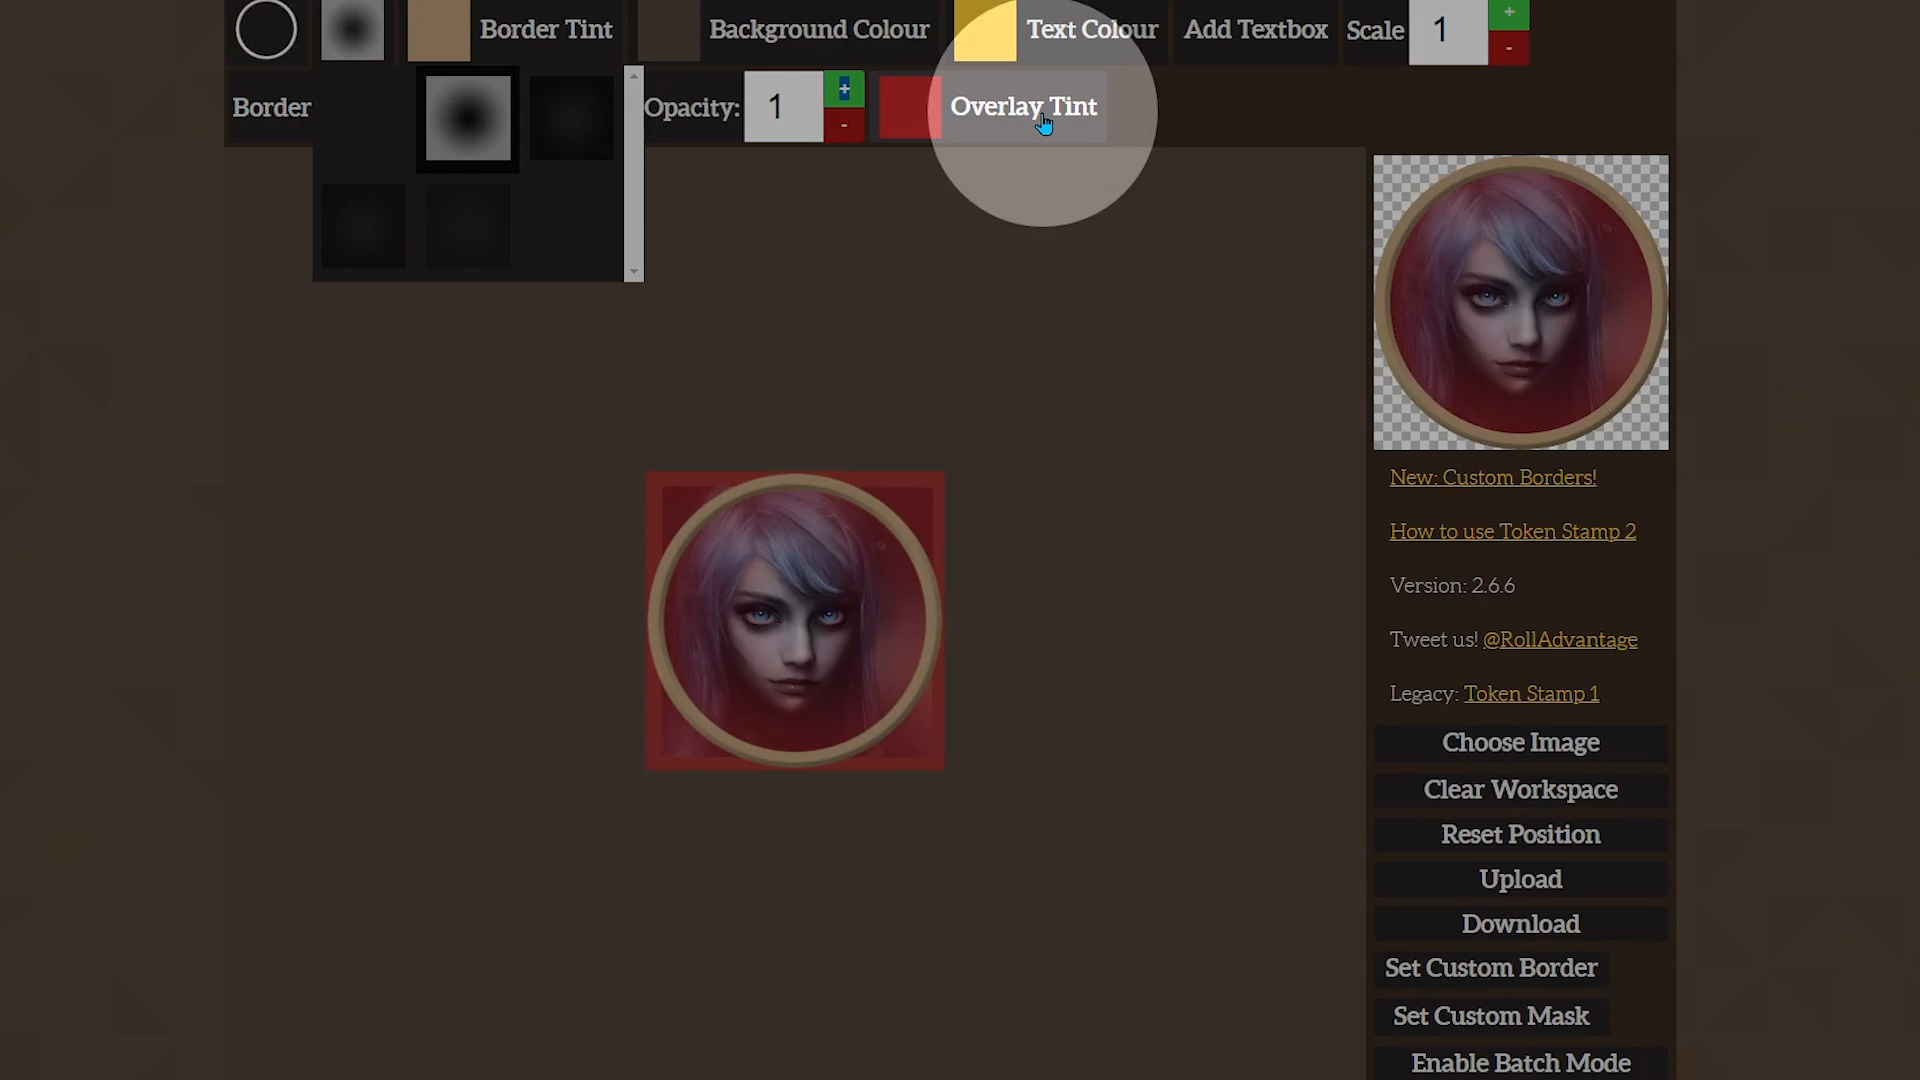 Border Tint
Background Colour
Text Colour
Add Textbox
Scale
1
+
-
Border
Opacity:
1
+
-
Overlay Tint
New: Custom Borders!
How to use Token Stamp 2
Version: 2.6.6
Tweet us! @RollAdvantage
Legacy: Token Stamp 1
Choose Image
Clear Workspace
Reset Position
Upload
Download
Set Custom Border
Set Custom Mask
Enable Batch Mode